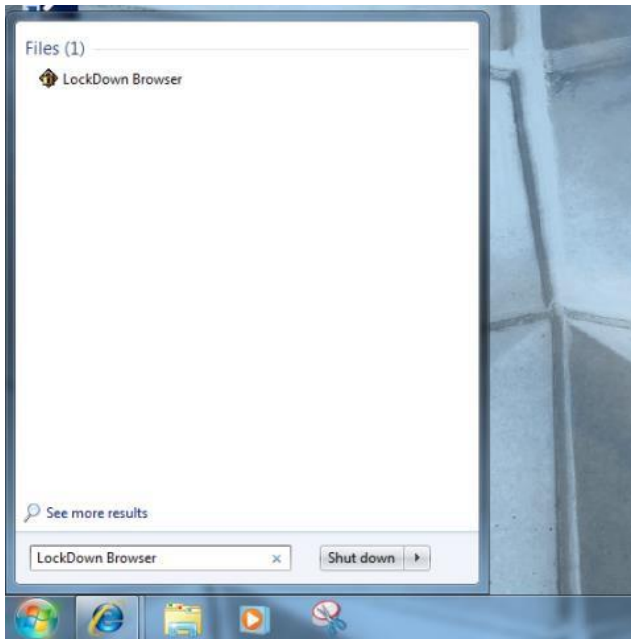 Files (1)
LockDown Browser
See more results
LockDown Browser
Shut down